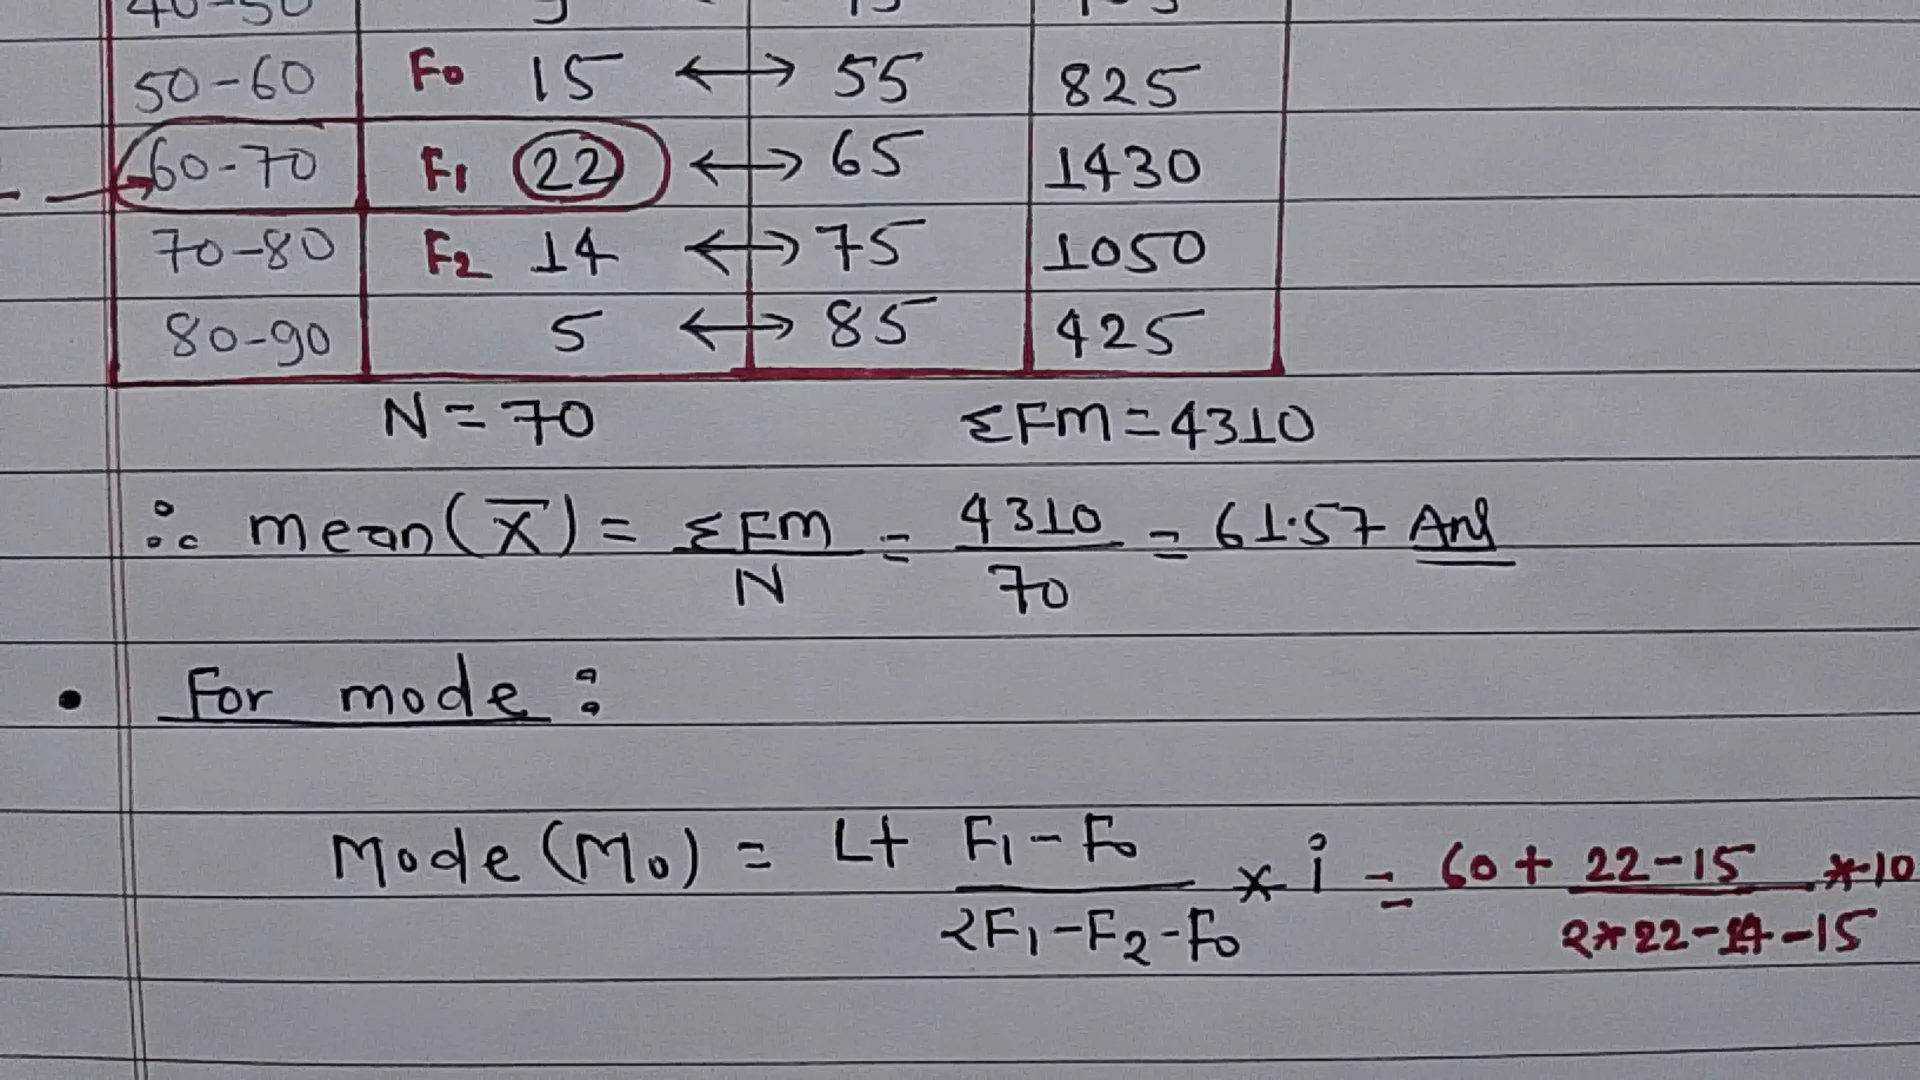 50-60 F0 15 ↔ 55 825
60-70 F1 22 ↔ 65 1430
70-80 F2 14 ↔ 75 1050
80-90 5 ↔ 85 425
N = 70 ΣFM = 4310
∴ mean(X̅) = ΣFM/N = 4310/70 = 61.57 Ans
• For mode :
Mode (Mo) = L+ F1-F0/2F1-F2-F0 * i = 60+ 22-15/2*22-14-15 *10